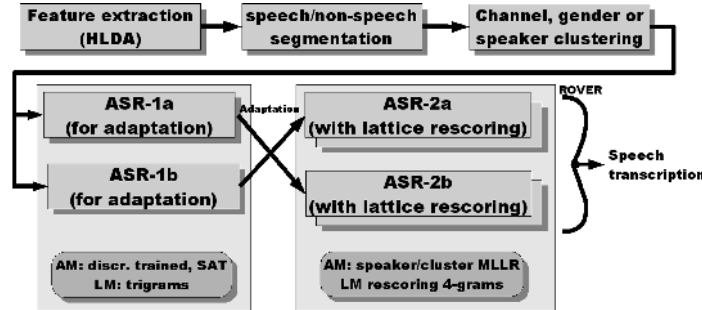 Feature extraction
(HLDA)
speech/non-speech
segmentation
Channel, gender or
speaker clustering
ASR-1a
(for adaptation)
Adaptation
ASR-2a
(with lattice rescoring)
ROVER
ASR-1b
(for adaptation)
ASR-2b
(with lattice rescoring)
Speech
transcription
AM: discr. trained, SAT
LM: trigrams
AM: speaker/cluster MLLR
LM rescoring 4-grams